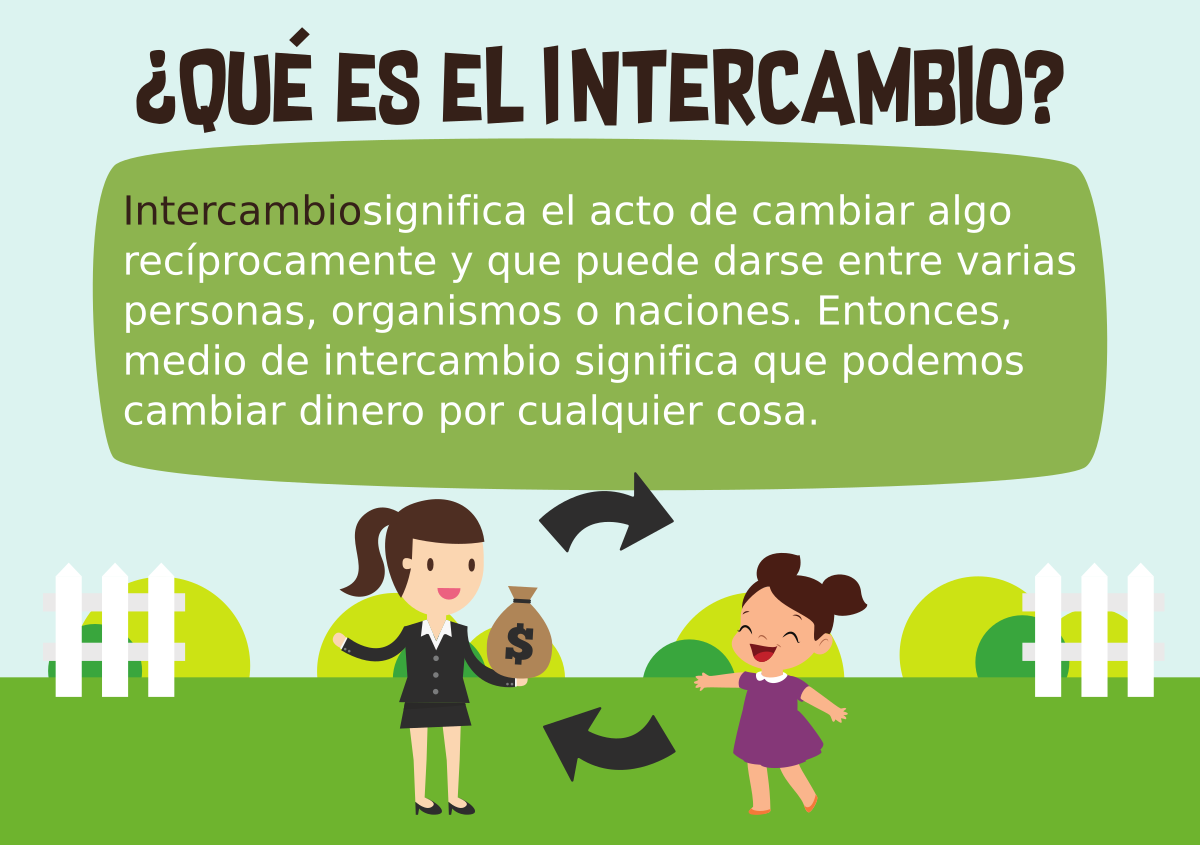 ¿QUÉ ES EL INTERCAMBIO?
Intercambiosignifica el acto de cambiar algo
recíprocamente y que puede darse entre varias
personas, organismos o naciones. Entonces,
medio de intercambio significa que podemos
cambiar dinero por cualquier cosa.
$